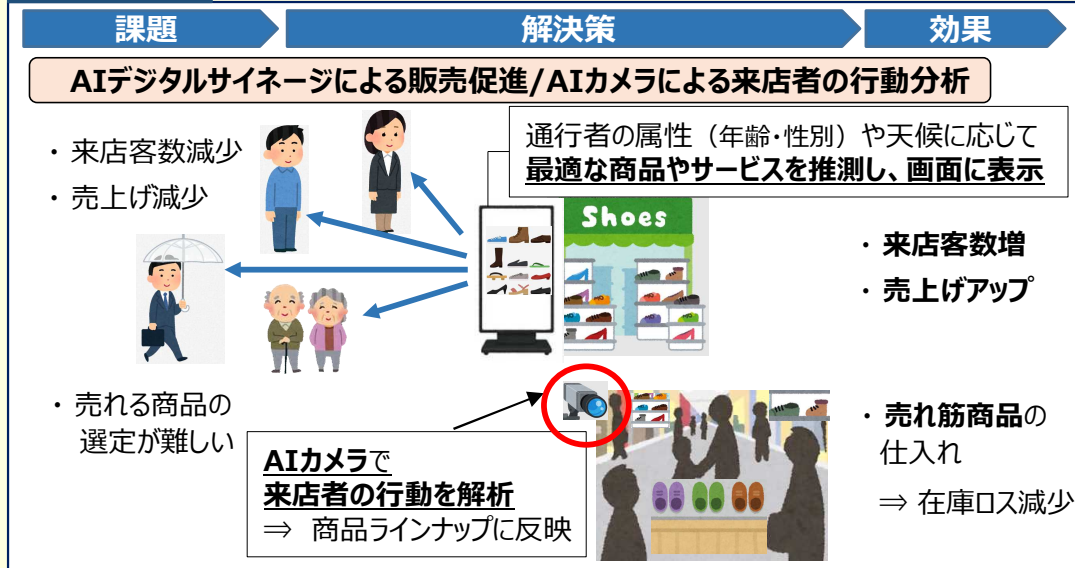 課題
解決策
効果
AIデジタルサイネージによる販売促進/AIカメラによる来店者の行動分析
・ 来店客数減少
・ 売上げ減少
通行者の属性（年齢・性別）や天候に応じて
最適な商品やサービスを推測し、画面に表示
Shoes
・ 来店客数増
・ 売上げアップ
・ 売れる商品の
選定が難しい
AIカメラで
来店者の行動を解析
⇒ 商品ラインナップに反映
・ 売れ筋商品の
仕入れ
⇒ 在庫ロス減少